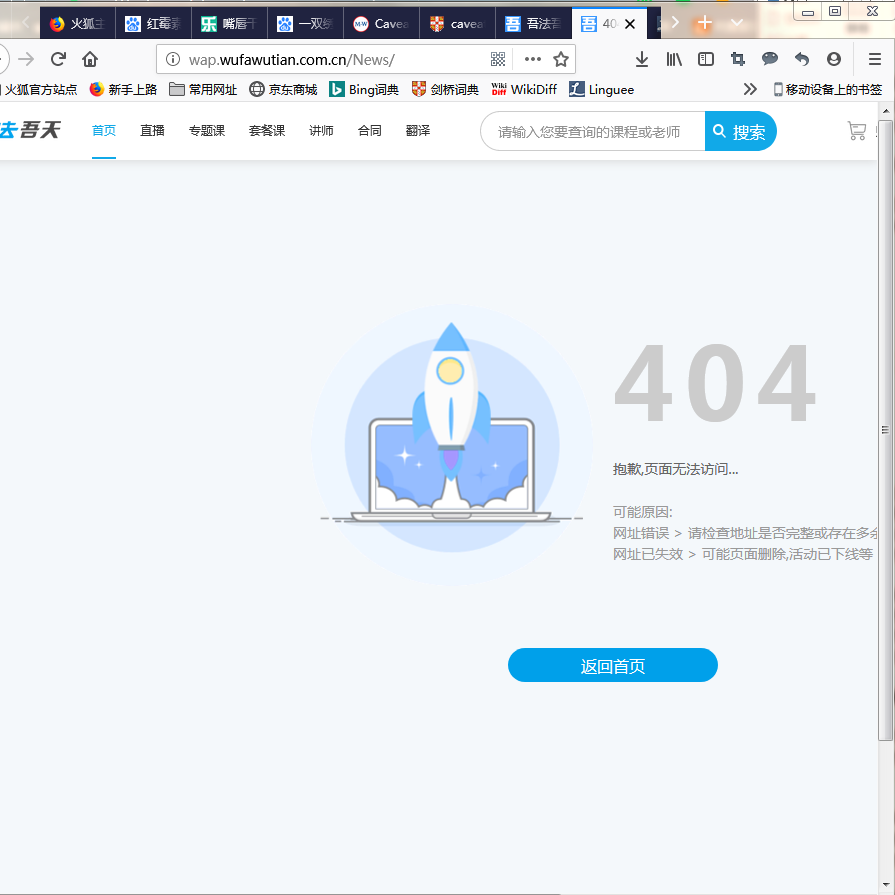 火狐主
红霉素
嘴唇干
一双纟
Cavea
cavea
吾法吾
404
wap.wufawutian.com.cn/News/
火狐官方站点
新手上路
常用网址
京东商城
Bing词典
剑桥词典
WikiDiff
Linguee
移动设备上的书签
法吾天
首页
直播
专题课
套餐课
讲师
合同
翻译
请输入您要查询的课程或老师
搜索
404
抱歉,页面无法访问...
可能原因:
网址错误 > 请检查地址是否完整或存在多余
网址已失效 > 可能页面删除,活动已下线等
返回首页